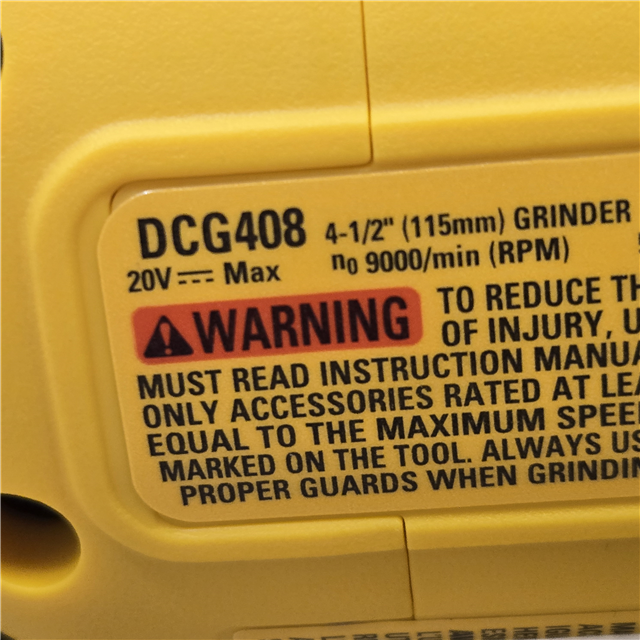 DCG408 4-1/2" (115mm) GRINDER
20V ⎓ Max n0 9000/min (RPM)
WARNING TO REDUCE TH
OF INJURY, U
MUST READ INSTRUCTION MANUA
ONLY ACCESSORIES RATED AT LEA
EQUAL TO THE MAXIMUM SPEE
MARKED ON THE TOOL. ALWAYS US
PROPER GUARDS WHEN GRINDI